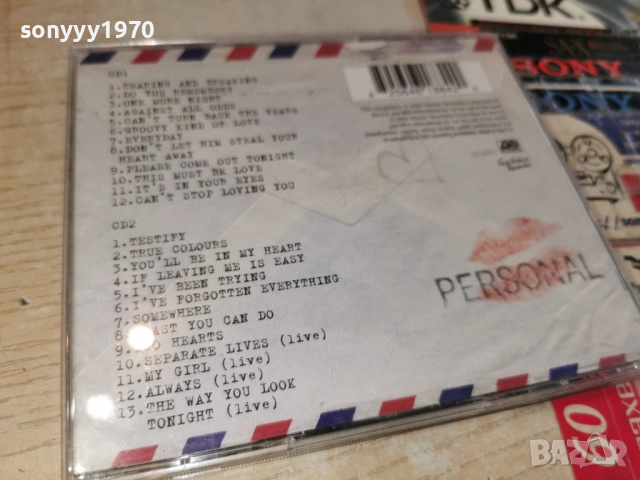 sonyyy1970
TDK
SONY
SONY
CD1
1.TEARING AND BREAKING
2.DO YOU REMEMBER?
3.ONE MORE NIGHT
4.AGAINST ALL ODDS
5.CAN'T TURN BACK THE YEARS
6.GROOVY KIND OF LOVE
7.EVERYDAY
8.DON'T LET HIM STEAL YOUR
HEART AWAY
9.PLEASE COME OUT TONIGHT
10.THIS MUST BE LOVE
11.IT'S IN YOUR EYES
12.CAN'T STOP LOVING YOU
CD2
1.TESTIFY
2.TRUE COLOURS
3.YOU'LL BE IN MY HEART
4.IF LEAVING ME IS EASY
5.I'VE BEEN TRYING
6.I'VE FORGOTTEN EVERYTHING
7.SOMEWHERE
8. YOU CAN DO
9. HEARTS
10.SEPARATE LIVES (live)
11.MY GIRL (live)
12.ALWAYS (live)
13.THE WAY YOU LOOK
TONIGHT (live)
PERSONAL
60
bazar.bg